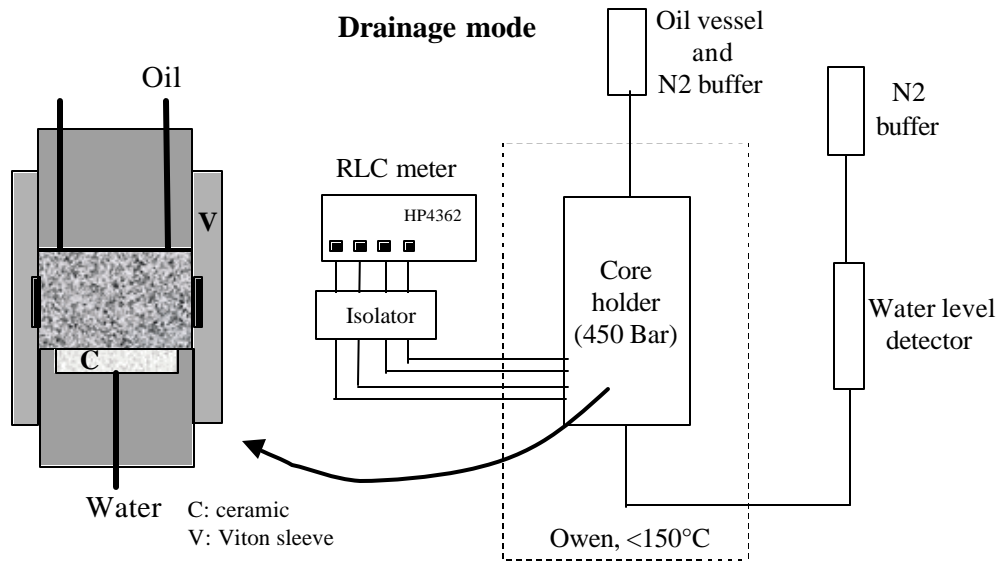 Drainage mode
Oil
V
C
Water
C: ceramic
V: Viton sleeve
RLC meter
HP4362
Isolator
Oil vessel
and
N2 buffer
Core
holder
(450 Bar)
Owen, <150°C
N2
buffer
Water level
detector